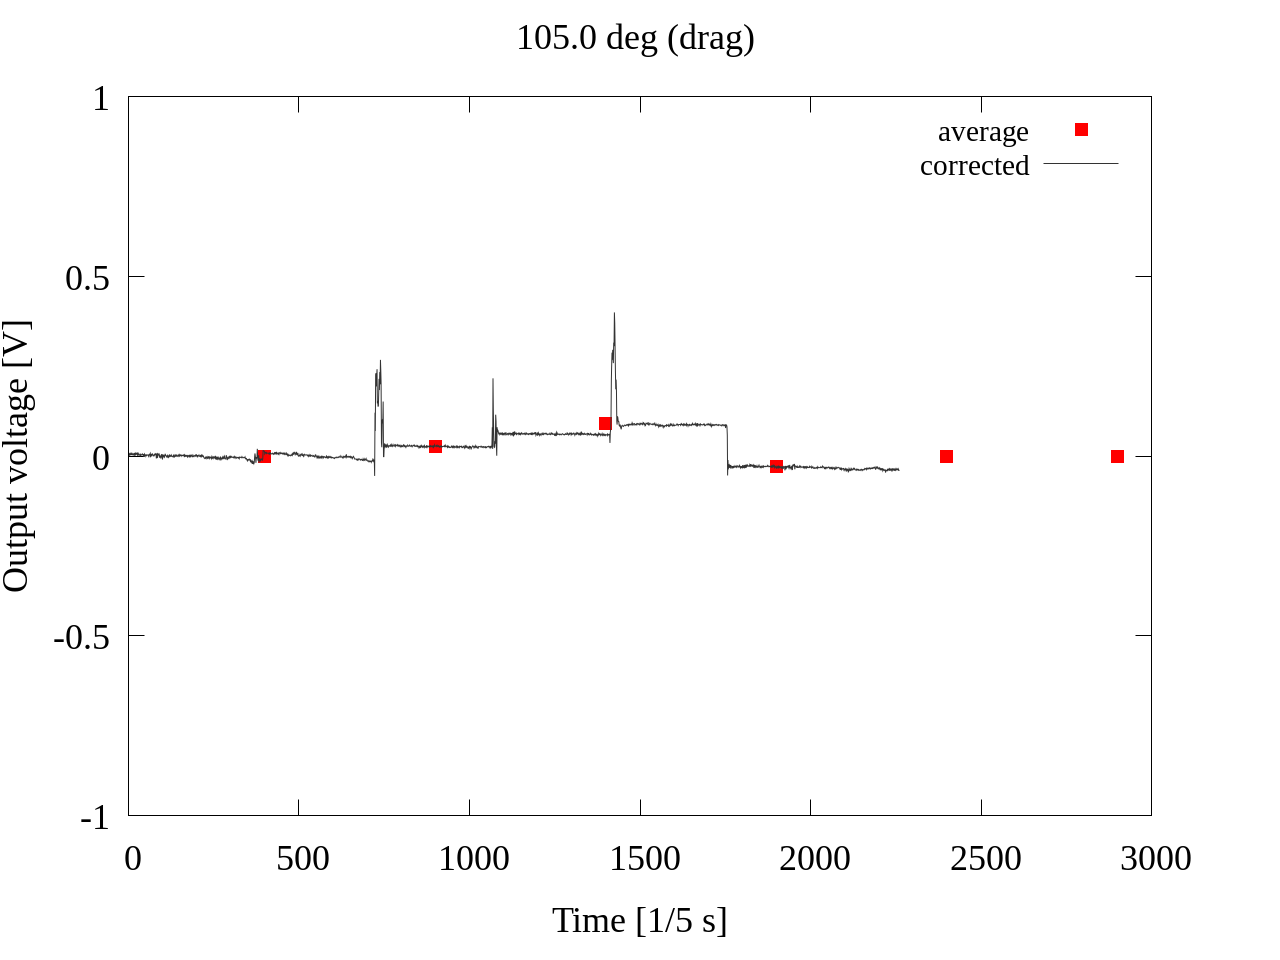 105.0 deg (drag)
average
corrected
Output voltage [V]
1
0.5
0
-0.5
-1
0 500 1000 1500 2000 2500 3000
Time [1/5 s]